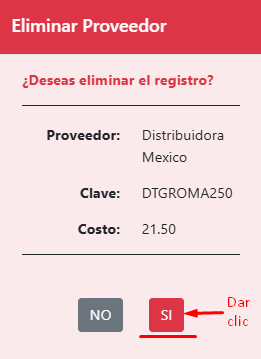 Eliminar Proveedor
¿Deseas eliminar el registro?
Proveedor: Distribuidora
Mexico
Clave: DTGROMA250
Costo: 21.50
NO SI Dar
clic